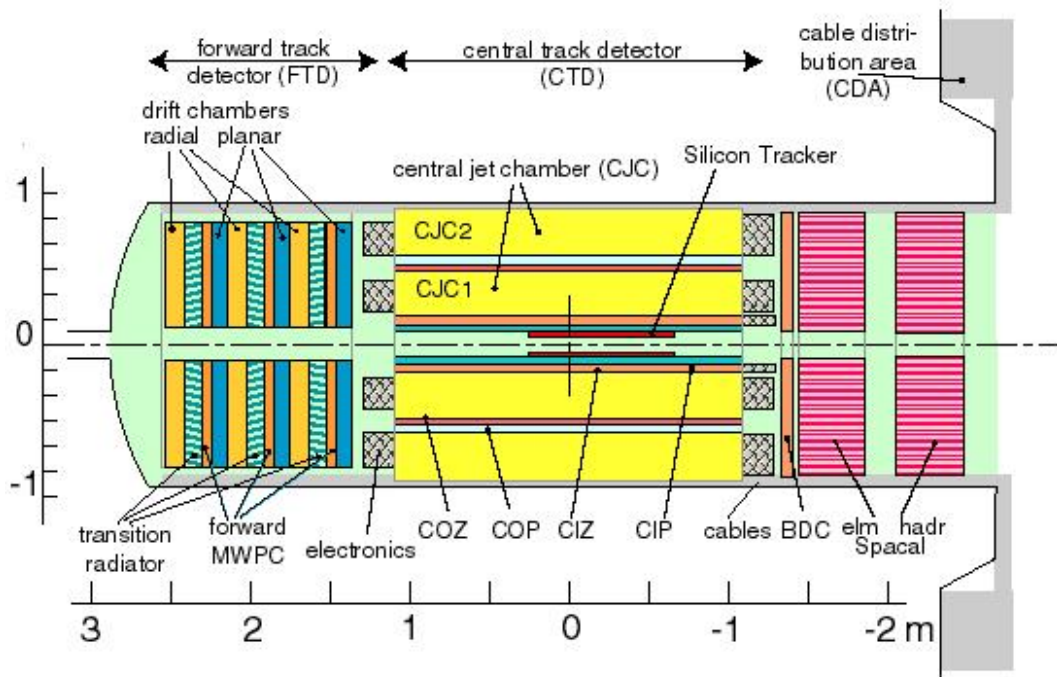 forward track
detector (FTD)
central track detector
(CTD)
cable distri-
bution area
(CDA)
drift chambers
radial planar
central jet chamber (CJC)
Silicon Tracker
1
CJC2
CJC1
0
-1
transition
radiator
forward
MWPC
electronics
COZ
COP
CIZ
CIP
cables
BDC
elm hadr
Spacal
3 2 1 0 -1 -2 m